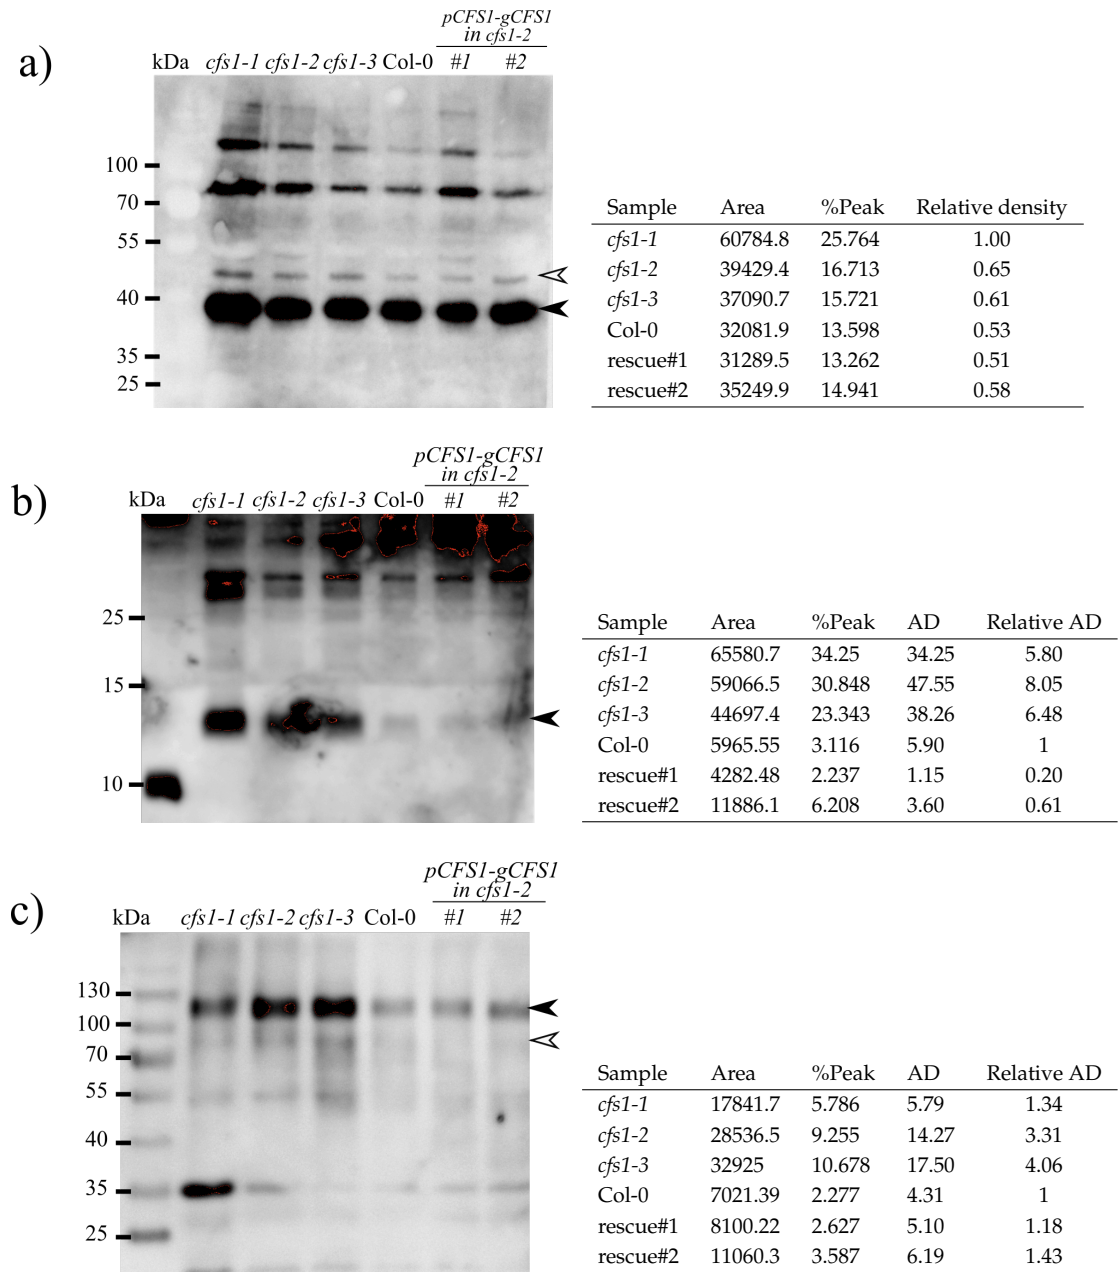 a)
pCFS1-gCFS1
in cfs1-2
kDa cfs1-1 cfs1-2 cfs1-3 Col-0 #1 #2
100
70
55
40
35
25
Sample Area %Peak Relative density
cfs1-1 60784.8 25.764 1.00
cfs1-2 39429.4 16.713 0.65
cfs1-3 37090.7 15.721 0.61
Col-0 32081.9 13.598 0.53
rescue#1 31289.5 13.262 0.51
rescue#2 35249.9 14.941 0.58
b)
pCFS1-gCFS1
in cfs1-2
kDa cfs1-1 cfs1-2 cfs1-3 Col-0 #1 #2
25
15
10
Sample Area %Peak AD Relative AD
cfs1-1 65580.7 34.25 34.25 5.80
cfs1-2 59066.5 30.848 47.55 8.05
cfs1-3 44697.4 23.343 38.26 6.48
Col-0 5965.55 3.116 5.90 1
rescue#1 4282.48 2.237 1.15 0.20
rescue#2 11886.1 6.208 3.60 0.61
c)
pCFS1-gCFS1
in cfs1-2
kDa cfs1-1 cfs1-2 cfs1-3 Col-0 #1 #2
130
100
70
55
40
35
25
Sample Area %Peak AD Relative AD
cfs1-1 17841.7 5.786 5.79 1.34
cfs1-2 28536.5 9.255 14.27 3.31
cfs1-3 32925 10.678 17.50 4.06
Col-0 7021.39 2.277 4.31 1
rescue#1 8100.22 2.627 5.10 1.18
rescue#2 11060.3 3.587 6.19 1.43